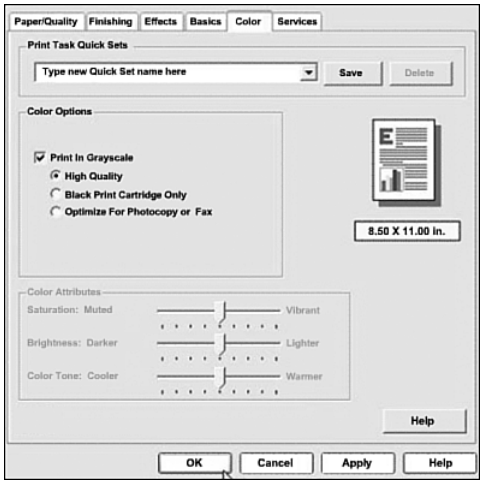 Paper/Quality Finishing Effects Basics Color Services
Print Task Quick Sets
Type new Quick Set name here Save Delete
Color Options
Print In Grayscale
High Quality
Black Print Cartridge Only
Optimize For Photocopy or Fax
E
8.50 X 11.00 in.
Color Attributes
Saturation: Muted Vibrant
Brightness: Darker Lighter
Color Tone: Cooler Warmer
Help
OK Cancel Apply Help